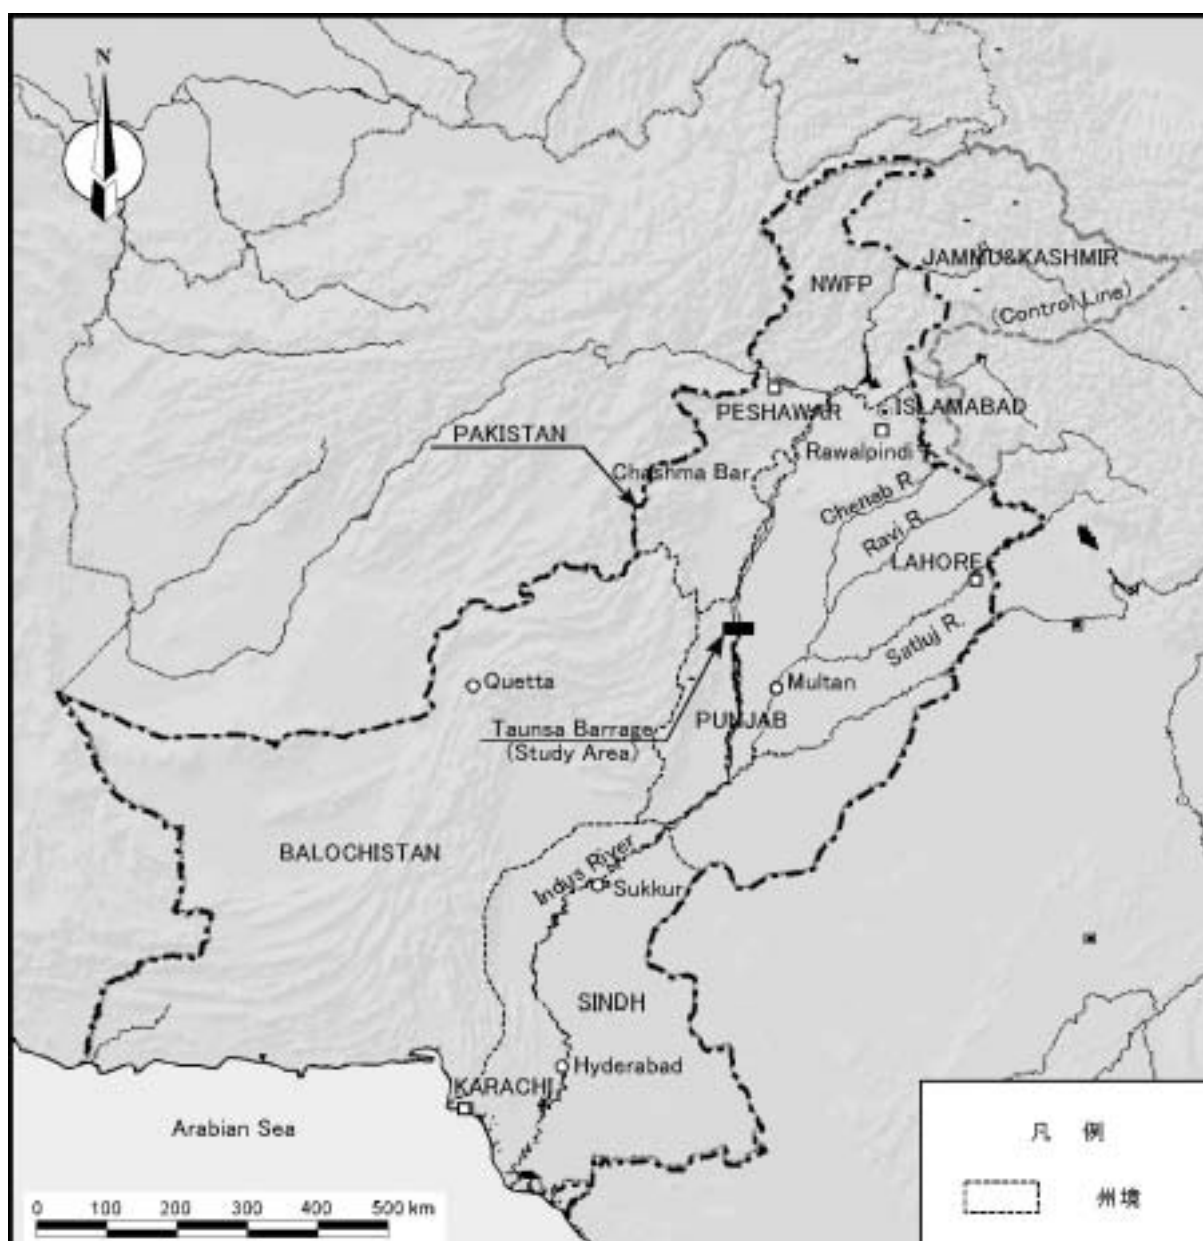 N
JAMMU&KASHMIR
NWFP
(Control Line)
PESHAWAR
ISLAMABAD
PAKISTAN
Rawalpindi
Chashma Bar
Chenab R.
Ravi R.
LAHORE
Satluj R.
Quetta
Multan
Taunsa Barrage
(Study Area)
PUNJAB
BALOCHISTAN
Indus River
Sukkur
SINDH
Hyderabad
KARACHI
Arabian Sea
凡 例
州境
0 100 200 300 400 500 km